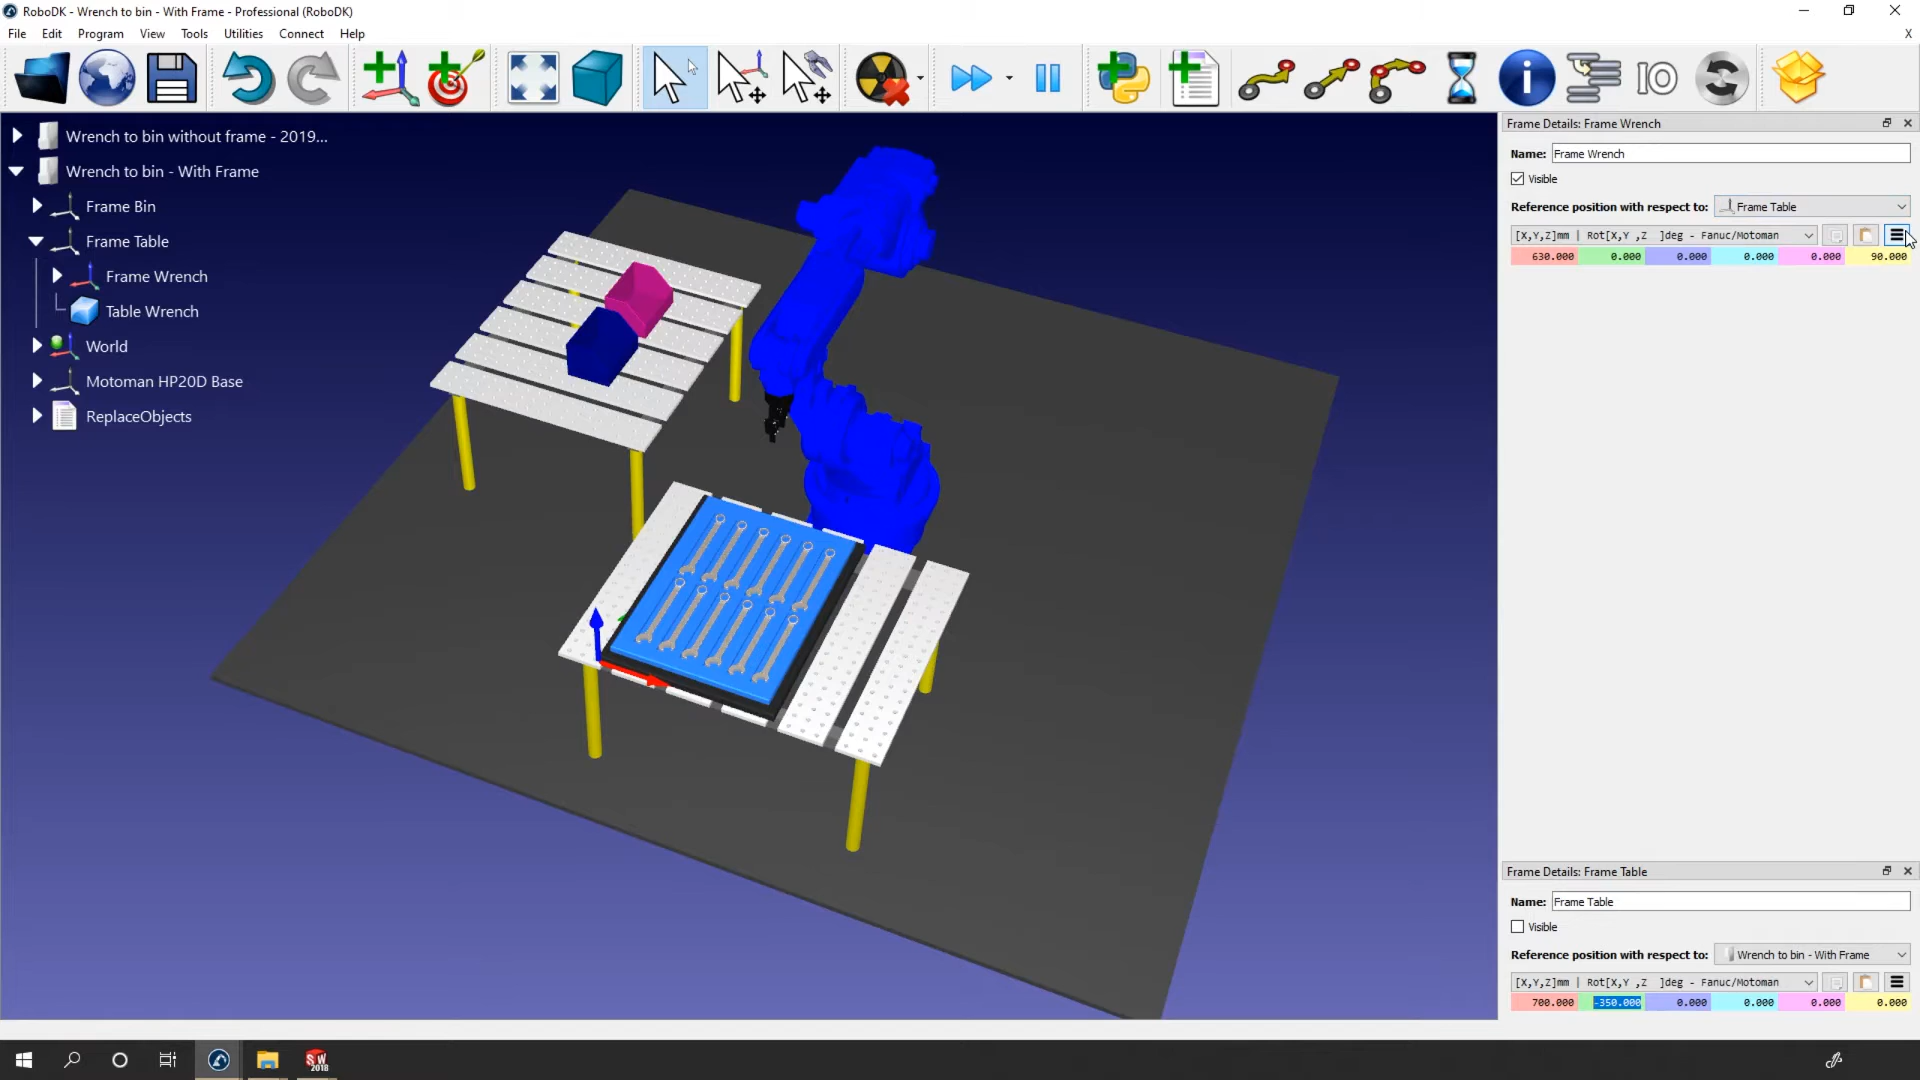 RoboDK - Wrench to bin - With Frame - Professional (RoboDK)
File Edit Program View Tools Utilities Connect Help
X
IO
Wrench to bin without frame - 2019...
Wrench to bin - With Frame
Frame Bin
Frame Table
Frame Wrench
Table Wrench
World
Motoman HP20D Base
ReplaceObjects
Frame Details: Frame Wrench
Name: Frame Wrench
Visible
Reference position with respect to: Frame Table
[X,Y,Z]mm | Rot[X,Y ,Z ]deg - Fanuc/Motoman
630.000 0.000 0.000 0.000 0.000 90.000
Frame Details: Frame Table
Name: Frame Table
Visible
Reference position with respect to: Wrench to bin - With Frame
[X,Y,Z]mm | Rot[X,Y ,Z ]deg - Fanuc/Motoman
700.000 -350.000 0.000 0.000 0.000 0.000
SW
2018